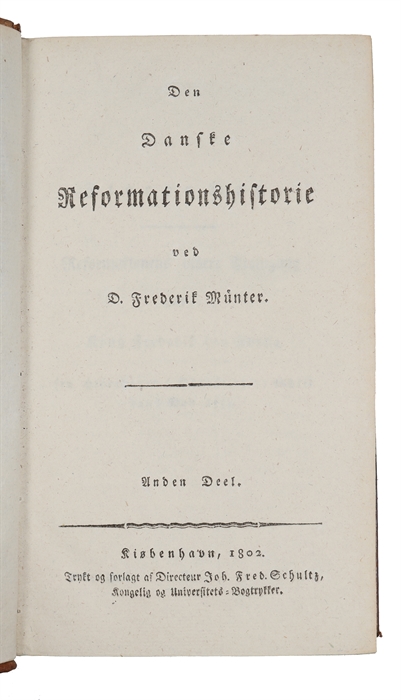 Den
Danſke
Reformationshiſtorie
ved
D. Frederik Münter.
Anden Deel.
Kiøbenhavn, 1802.
Trykt og forlagt af Directeur Joh. Fred. Schultz,
Kongelig og Universitets-Bogtrykker.